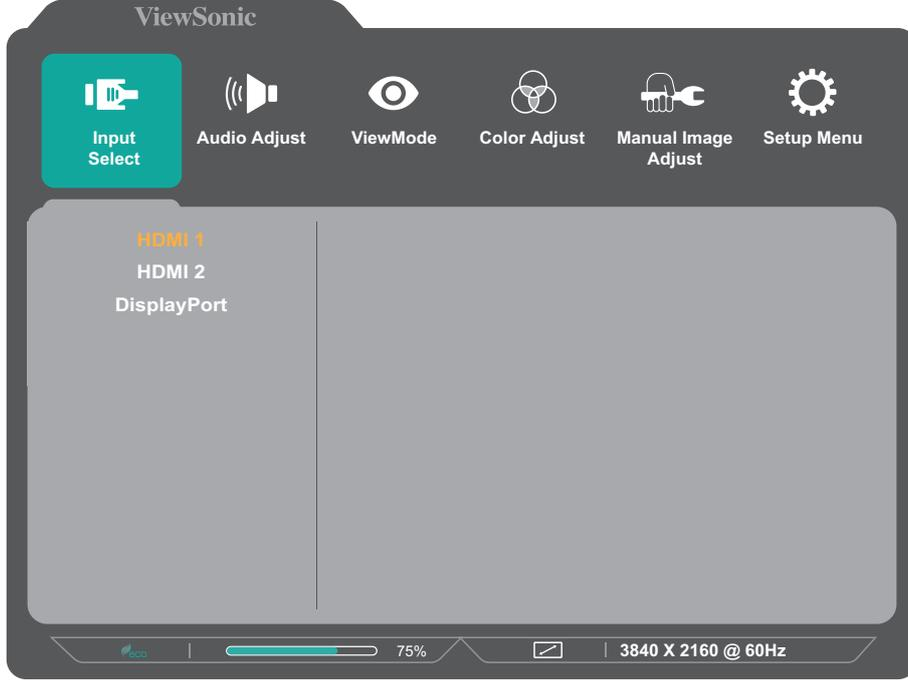 ViewSonic
Input
Select
Audio Adjust
ViewMode
Color Adjust
Manual Image
Adjust
Setup Menu
HDMI 1
HDMI 2
DisplayPort
eco
75%
3840 X 2160 @ 60Hz